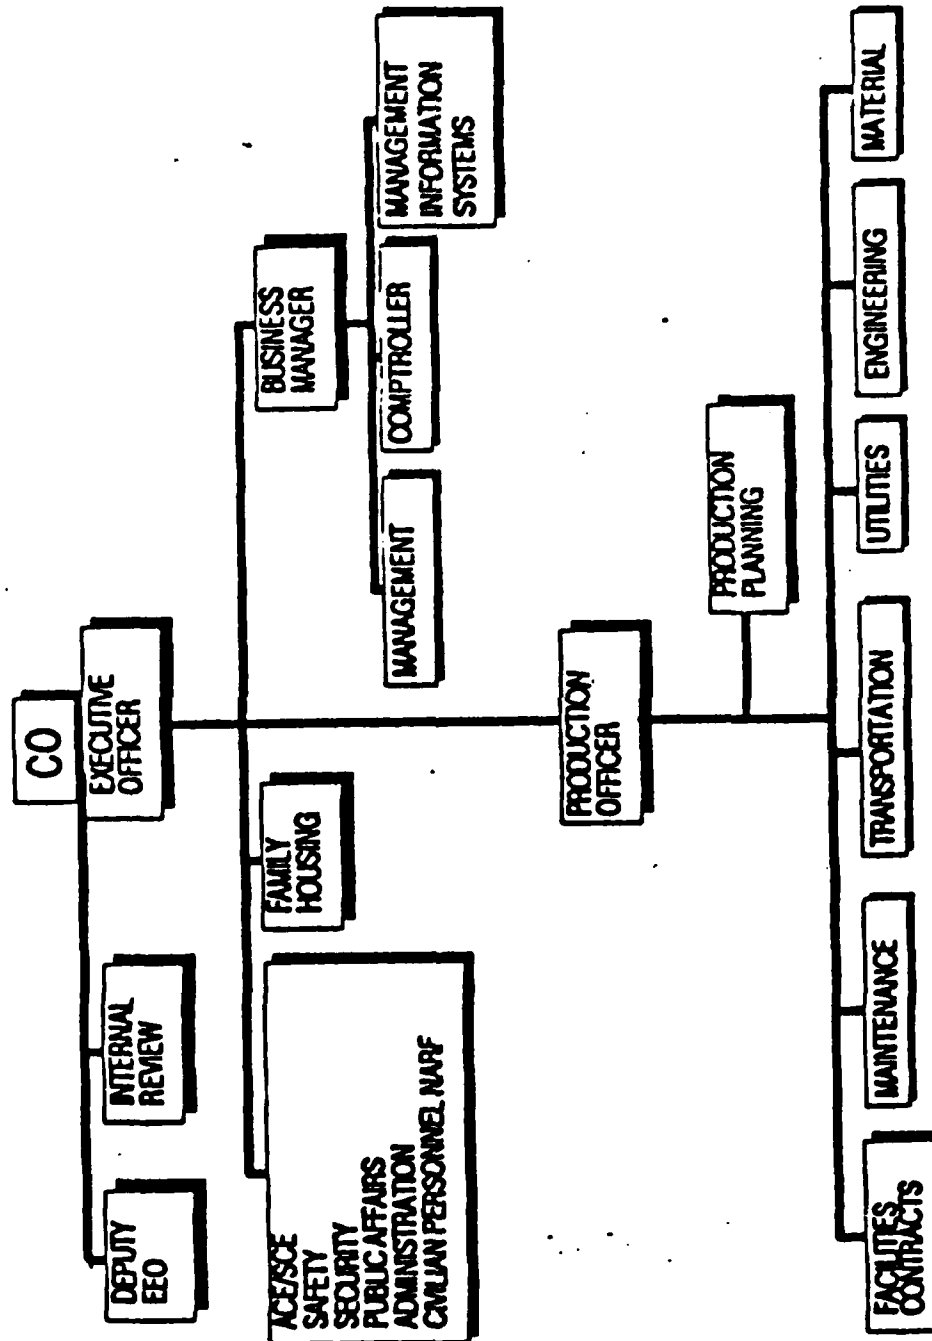 CO
EXECUTIVE
OFFICER
DEPUTY
EEO
INTERNAL
REVIEW
ACE/SCE
SAFETY
SECURITY
PUBLIC AFFAIRS
ADMINISTRATION
CIVILIAN PERSONNEL NARF
FAMILY
HOUSING
BUSINESS
MANAGER
MANAGEMENT
COMPTROLLER
MANAGEMENT
INFORMATION
SYSTEMS
PRODUCTION
OFFICER
PRODUCTION
PLANNING
FACILITIES
CONTRACTS
MAINTENANCE
TRANSPORTATION
UTILITIES
ENGINEERING
MATERIAL